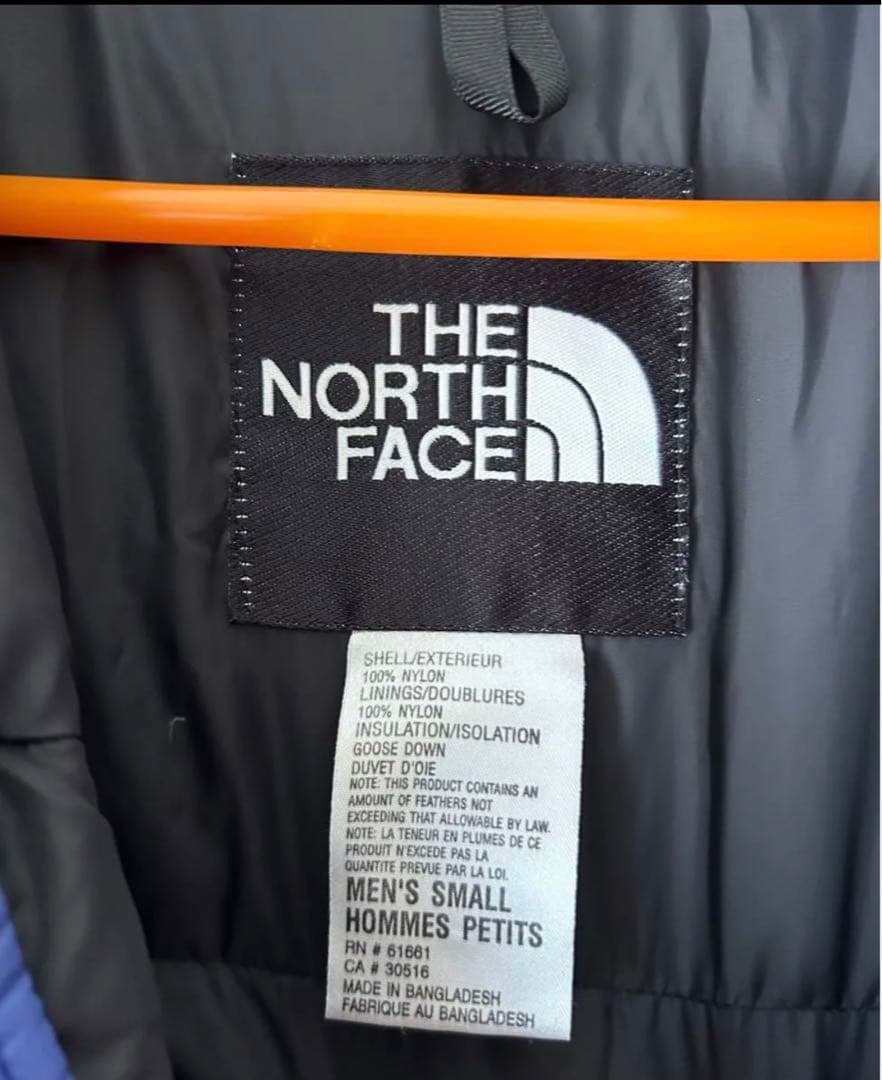 THE
NORTH
FACE
SHELL/EXTERIEUR
100% NYLON
LININGS/DOUBLURES
100% NYLON
INSULATION/ISOLATION
GOOSE DOWN
DUVET D'OIE
NOTE: THIS PRODUCT CONTAINS AN
AMOUNT OF FEATHERS NOT
EXCEEDING THAT ALLOWABLE BY LAW.
NOTE: LA TENEUR EN PLUMES DE CE
PRODUIT N'EXCEDE PAS LA
QUANTITE PREVUE PAR LA LOI.
MEN'S SMALL
HOMMES PETITS
RN # 61661
CA # 30516
MADE IN BANGLADESH
FABRIQUE AU BANGLADESH